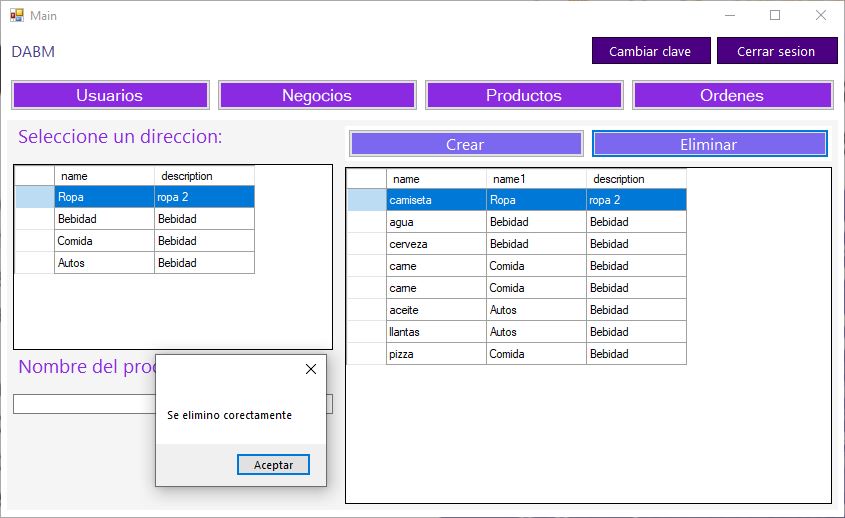 Main
DABM
Cambiar clave
Cerrar sesion
Usuarios
Negocios
Productos
Ordenes
Seleccione un direccion:
Crear
Eliminar
name description
Ropa ropa 2
Bebidad Bebidad
Comida Bebidad
Autos Bebidad
name name1 description
camiseta Ropa ropa 2
agua Bebidad Bebidad
cerveza Bebidad Bebidad
carne Comida Bebidad
carne Comida Bebidad
aceite Autos Bebidad
llantas Autos Bebidad
pizza Comida Bebidad
Nombre del
Se elimino corectamente
Aceptar